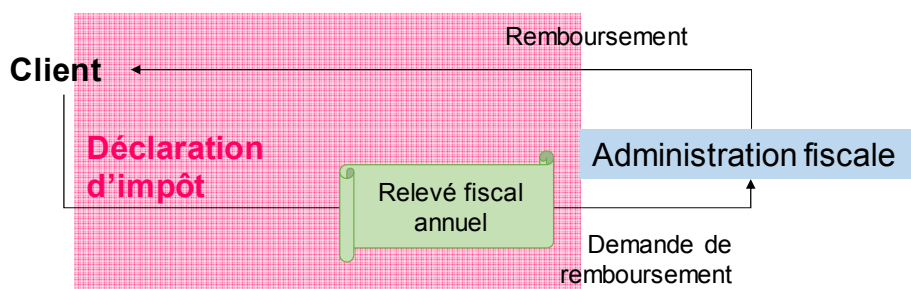 Remboursement
Client
Déclaration
d'impôt
Administration fiscale
Relevé fiscal
annuel
Demande de
remboursement